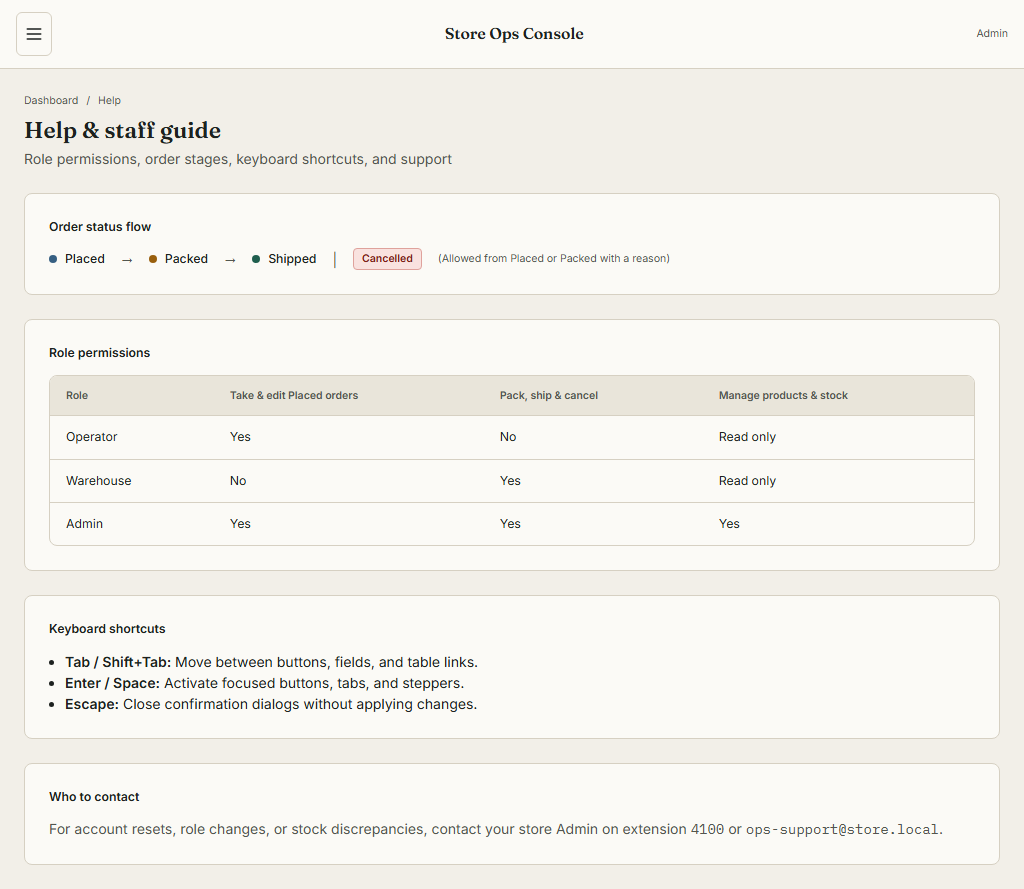 Store Ops Console
Admin
Dashboard / Help
Help & staff guide
Role permissions, order stages, keyboard shortcuts, and support
Order status flow
Placed → Packed → Shipped | Cancelled (Allowed from Placed or Packed with a reason)
Role permissions
Role Take & edit Placed orders Pack, ship & cancel Manage products & stock
Operator Yes No Read only
Warehouse No Yes Read only
Admin Yes Yes Yes
Keyboard shortcuts
• Tab / Shift+Tab: Move between buttons, fields, and table links.
• Enter / Space: Activate focused buttons, tabs, and steppers.
• Escape: Close confirmation dialogs without applying changes.
Who to contact
For account resets, role changes, or stock discrepancies, contact your store Admin on extension 4100 or ops-support@store.local.